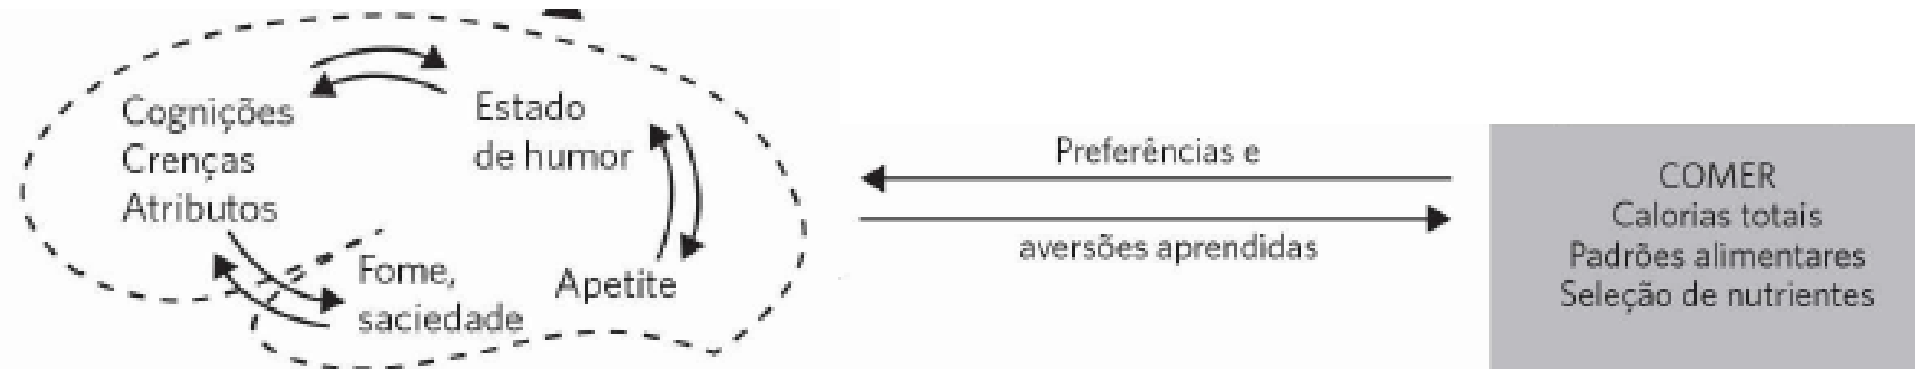 Cognições
Crenças
Atributos
Estado
de humor
Fome,
saciedade
Apetite
Preferências e
aversões aprendidas
COMER
Calorias totais
Padrões alimentares
Seleção de nutrientes